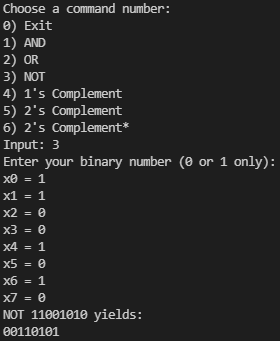 Choose a command number:
0) Exit
1) AND
2) OR
3) NOT
4) 1's Complement
5) 2's Complement
6) 2's Complement*
Input: 3
Enter your binary number (0 or 1 only):
x0 = 1
x1 = 1
x2 = 0
x3 = 0
x4 = 1
x5 = 0
x6 = 1
x7 = 0
NOT 11001010 yields:
00110101